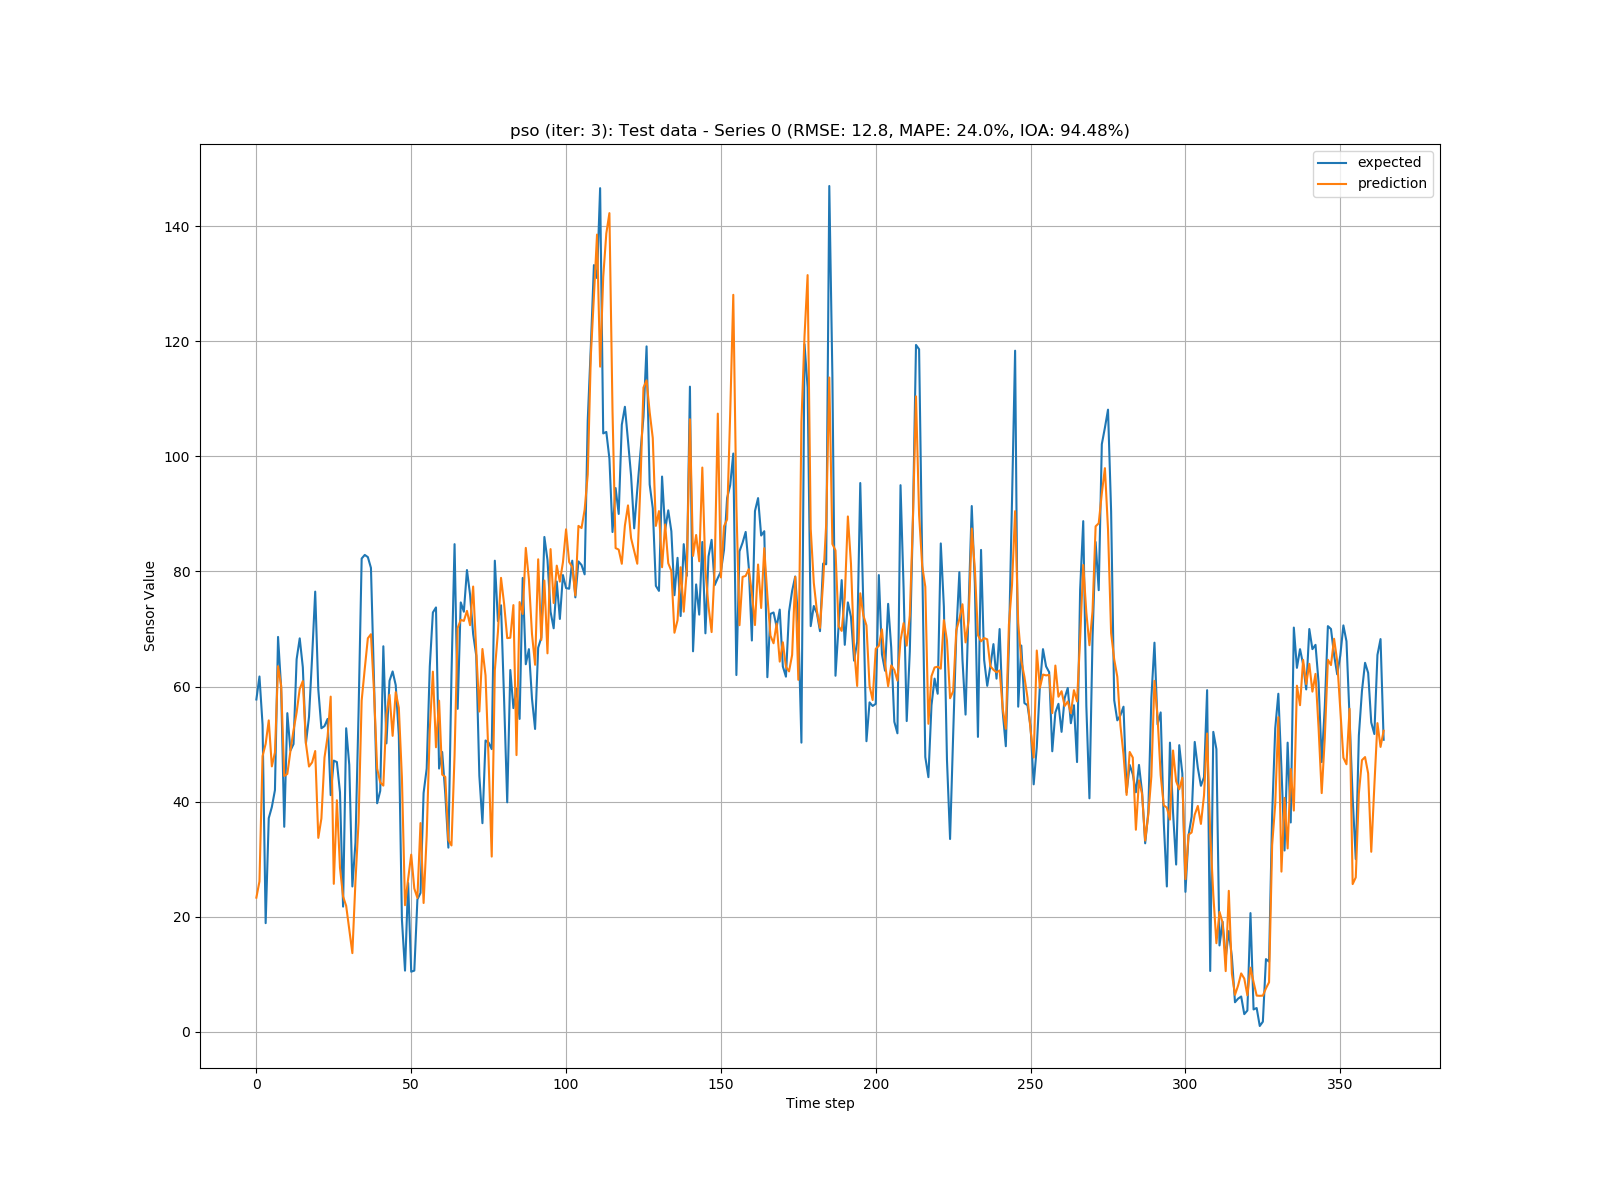 pso (iter: 3): Test data - Series 0 (RMSE: 12.8, MAPE: 24.0%, IOA: 94.48%)
expected
prediction
140
120
100
80
60
40
20
0
Sensor Value
0 50 100 150 200 250 300 350
Time step